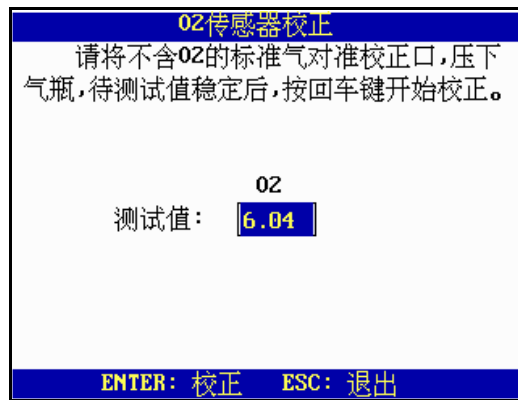 O2传感器校正
请将不含O2的标准气对准校正口,压下
气瓶,待测试值稳定后,按回车键开始校正。
O2
测试值: 6.04
ENTER: 校正 ESC: 退出